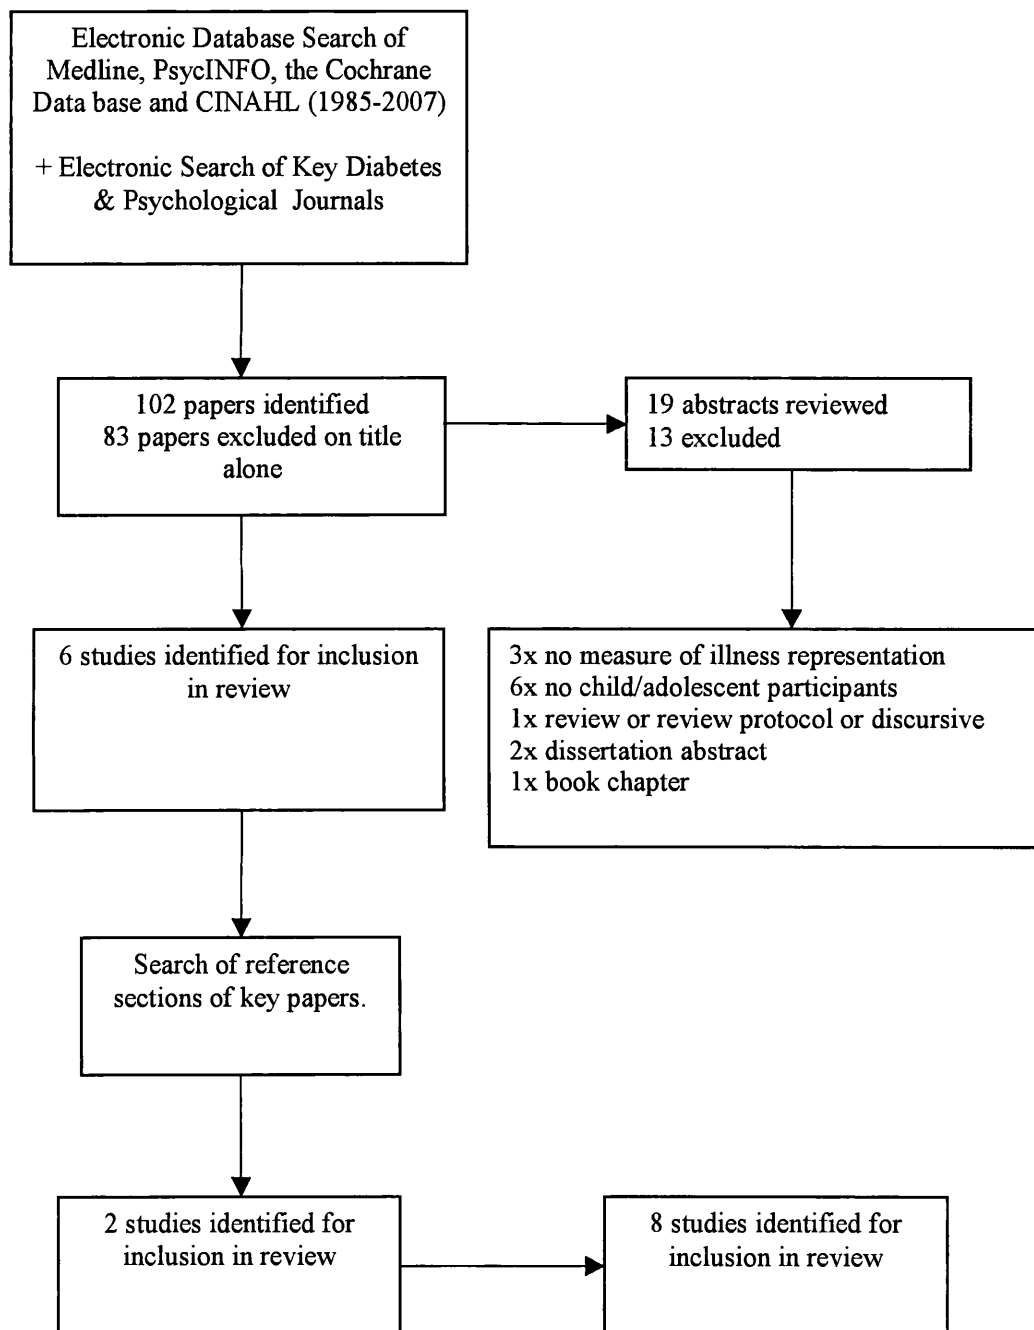 Electronic Database Search of
Medline, PsycINFO, the Cochrane
Data base and CINAHL (1985-2007)
+ Electronic Search of Key Diabetes
& Psychological Journals
102 papers identified
83 papers excluded on title
alone
19 abstracts reviewed
13 excluded
6 studies identified for inclusion
in review
3x no measure of illness representation
6x no child/adolescent participants
1x review or review protocol or discursive
2x dissertation abstract
1x book chapter
Search of reference
sections of key papers.
2 studies identified for
inclusion in review
8 studies identified for
inclusion in review